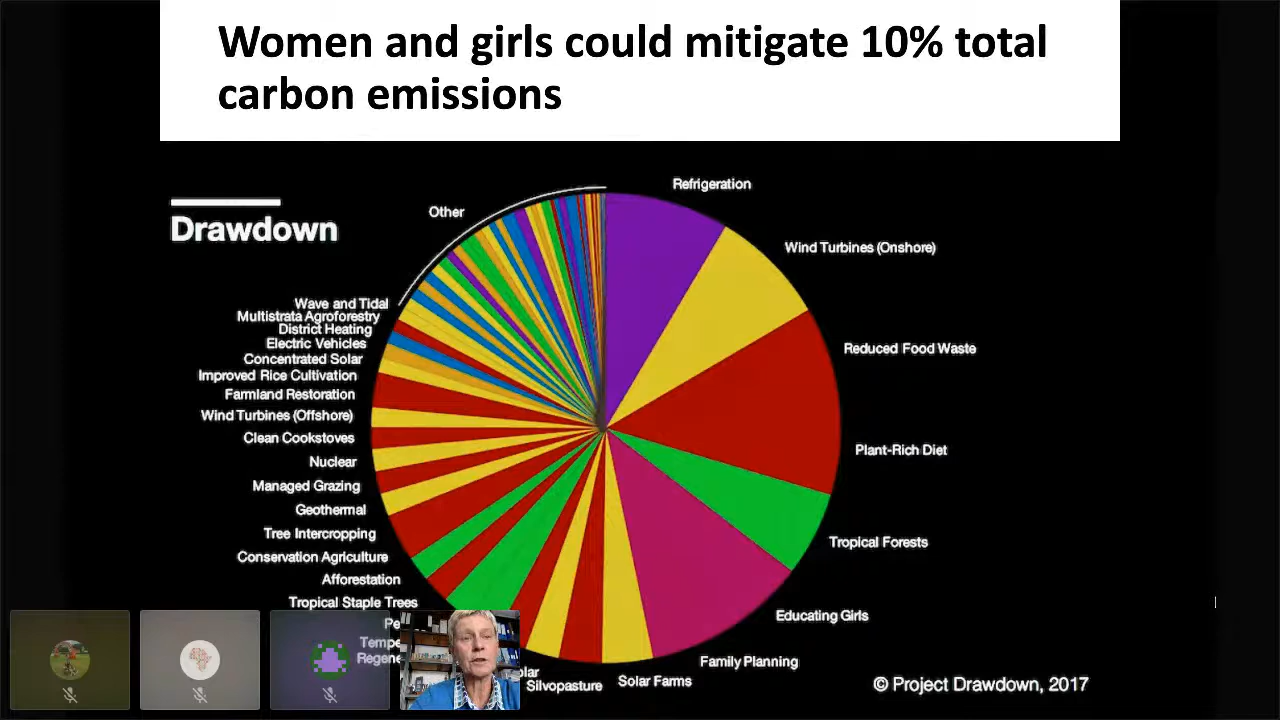 Women and girls could mitigate 10% total
carbon emissions
Drawdown
Refrigeration
Wind Turbines (Onshore)
Reduced Food Waste
Plant-Rich Diet
Tropical Forests
Educating Girls
Family Planning
Solar Farms
Silvopasture
Other
Wave and Tidal
Multistrata Agroforestry
District Heating
Electric Vehicles
Concentrated Solar
Improved Rice Cultivation
Farmland Restoration
Wind Turbines (Offshore)
Clean Cookstoves
Nuclear
Managed Grazing
Geothermal
Tree Intercropping
Conservation Agriculture
Afforestation
Tropical Staple Trees
© Project Drawdown, 2017